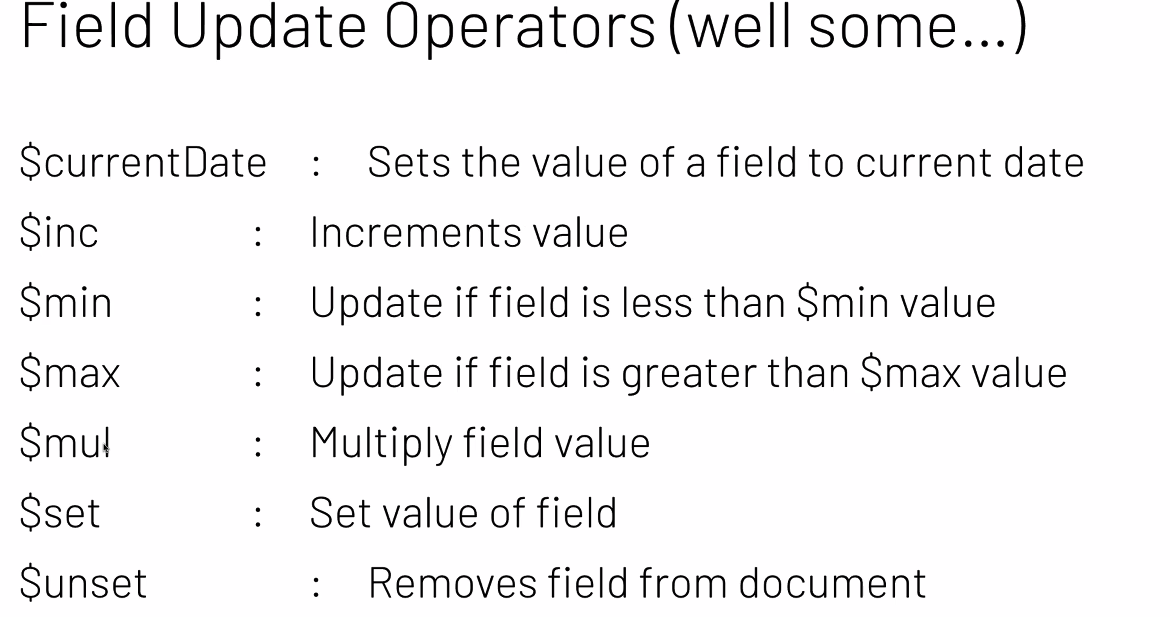 Field Update Operators (well some...)
$currentDate : Sets the value of a field to current date
$inc : Increments value
$min : Update if field is less than $min value
$max : Update if field is greater than $max value
$mul : Multiply field value
$set : Set value of field
$unset : Removes field from document